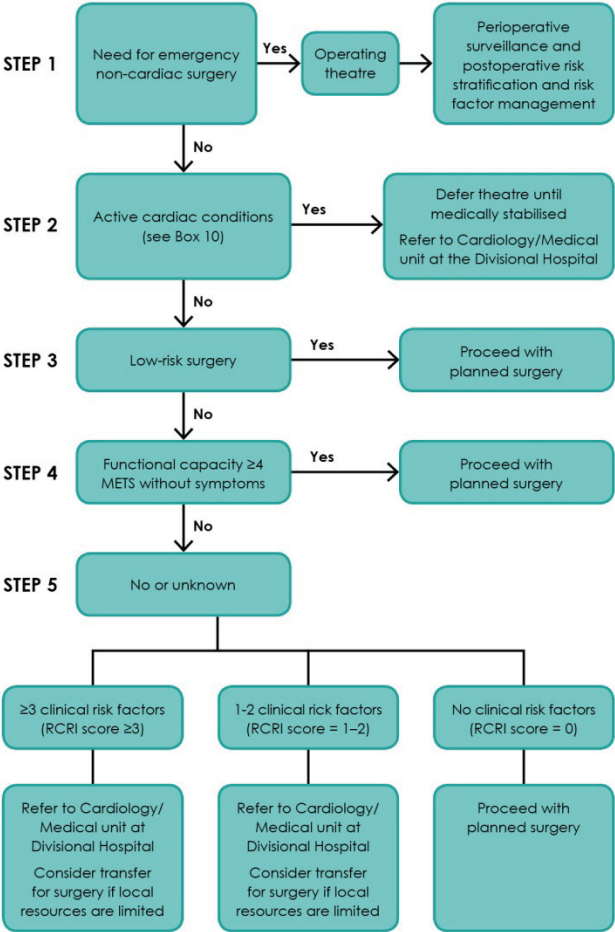 STEP 1
Need for emergency
non-cardiac surgery
Yes
Operating
theatre
Perioperative
surveillance and
postoperative risk
stratification and risk
factor management
No
STEP 2
Active cardiac conditions
(see Box 10)
Yes
Defer theatre until
medically stabilised
Refer to Cardiology/Medical
unit at the Divisional Hospital
No
STEP 3
Low-risk surgery
Yes
Proceed with
planned surgery
No
STEP 4
Functional capacity ≥4
METS without symptoms
Yes
Proceed with
planned surgery
No
STEP 5
No or unknown
≥3 clinical risk factors
(RCRI score ≥3)
1-2 clinical rick factors
(RCRI score = 1–2)
No clinical risk factors
(RCRI score = 0)
Refer to Cardiology/
Medical unit at
Divisional Hospital
Consider transfer
for surgery if local
resources are limited
Refer to Cardiology/
Medical unit at
Divisional Hospital
Consider transfer
for surgery if local
resources are limited
Proceed with
planned surgery